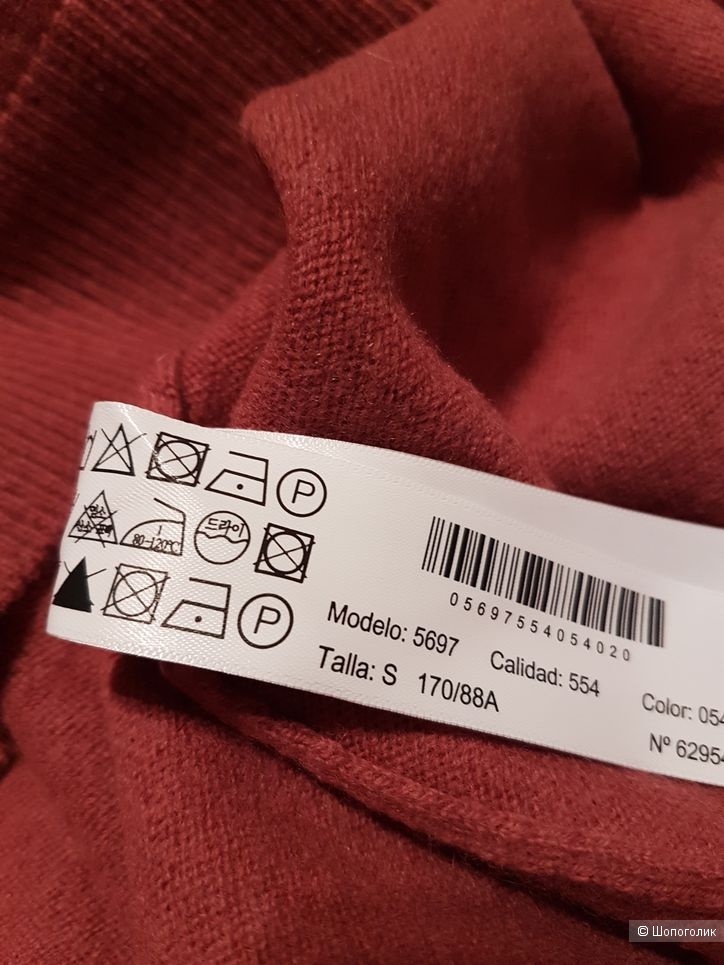 P
80-120℃
드라이
P
05697554054020
Modelo: 5697
Calidad: 554
Color: 054
Talla: S 170/88A
Nº 6295
© Шопоголик